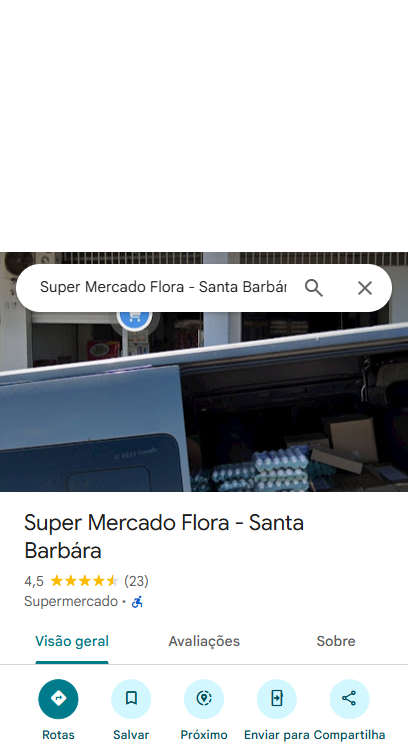 Super Mercado Flora - Santa Barbár
Super Mercado Flora - Santa
Barbára
4,5 (23)
Supermercado ·
Visão geral Avaliações Sobre
Rotas Salvar Próximo Enviar para Compartilha